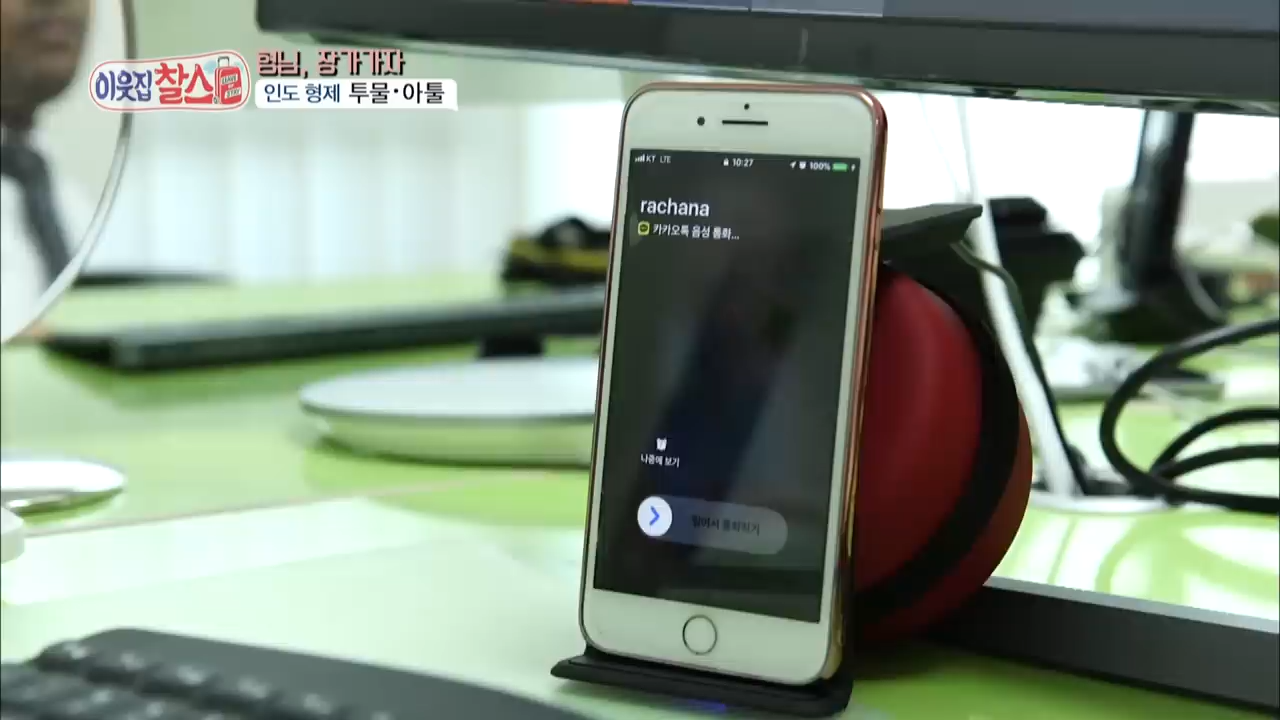 이웃집 찰스
형님, 장가가자
인도 형제 투물·아툴
KT LTE 10:27 100%
rachana
카카오톡 음성 통화...
나중에 보기
밀어서 통화하기